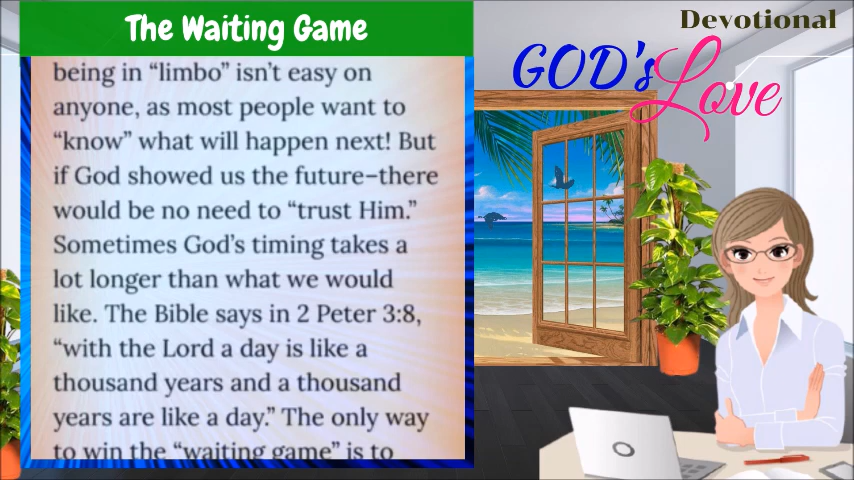 The Waiting Game
Devotional
GOD's
Love
being in “limbo” isn’t easy on
anyone, as most people want to
“know” what will happen next! But
if God showed us the future–there
would be no need to “trust Him.”
Sometimes God’s timing takes a
lot longer than what we would
like. The Bible says in 2 Peter 3:8,
“with the Lord a day is like a
thousand years and a thousand
years are like a day.” The only way
to win the “waiting game” is to